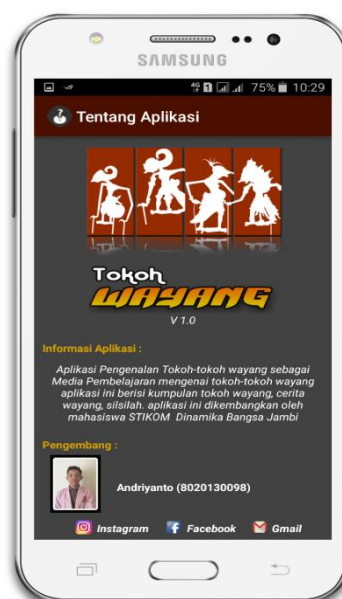 SAMSUNG
4G 1 75% 10:29
Tentang Aplikasi
Tokoh
WAYANG
V 1.0
Informasi Aplikasi :
Aplikasi Pengenalan Tokoh-tokoh wayang sebagai
Media Pembelajaran mengenai tokoh-tokoh wayang
aplikasi ini berisi kumpulan tokoh wayang, cerita
wayang, silsilah. aplikasi ini dikembangkan oleh
mahasiswa STIKOM Dinamika Bangsa Jambi
Pengembang :
Andriyanto (8020130098)
Instagram Facebook Gmail